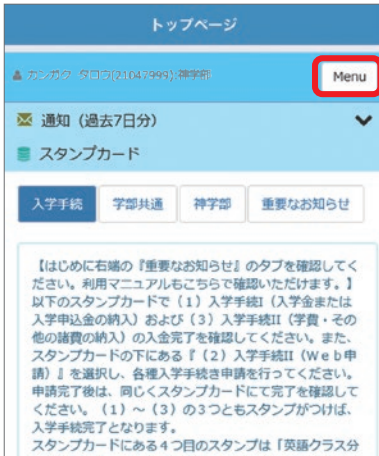 トップページ
カンガク タロウ(21047999):神学部
Menu
通知（過去7日分）
スタンプカード
入学手続 学部共通 神学部 重要なお知らせ
【はじめに右端の『重要なお知らせ』のタブを確認してく
ださい。利用マニュアルもこちらで確認いただけます。】
以下のスタンプカードで（1）入学手続I（入学金または
入学申込金の納入）および（3）入学手続II（学費・その
他の諸費の納入）の入金完了を確認してください。また、
スタンプカードの下にある『（2）入学手続II（Ｗｅｂ申
請）』を選択し、各種入学手続き申請を行ってください。
申請完了後は、同じくスタンプカードにて完了を確認して
ください。（1）～（3）の3つともスタンプがつけば、
入学手続完了となります。
スタンプカードにある4つ目のスタンプは「英語クラス分